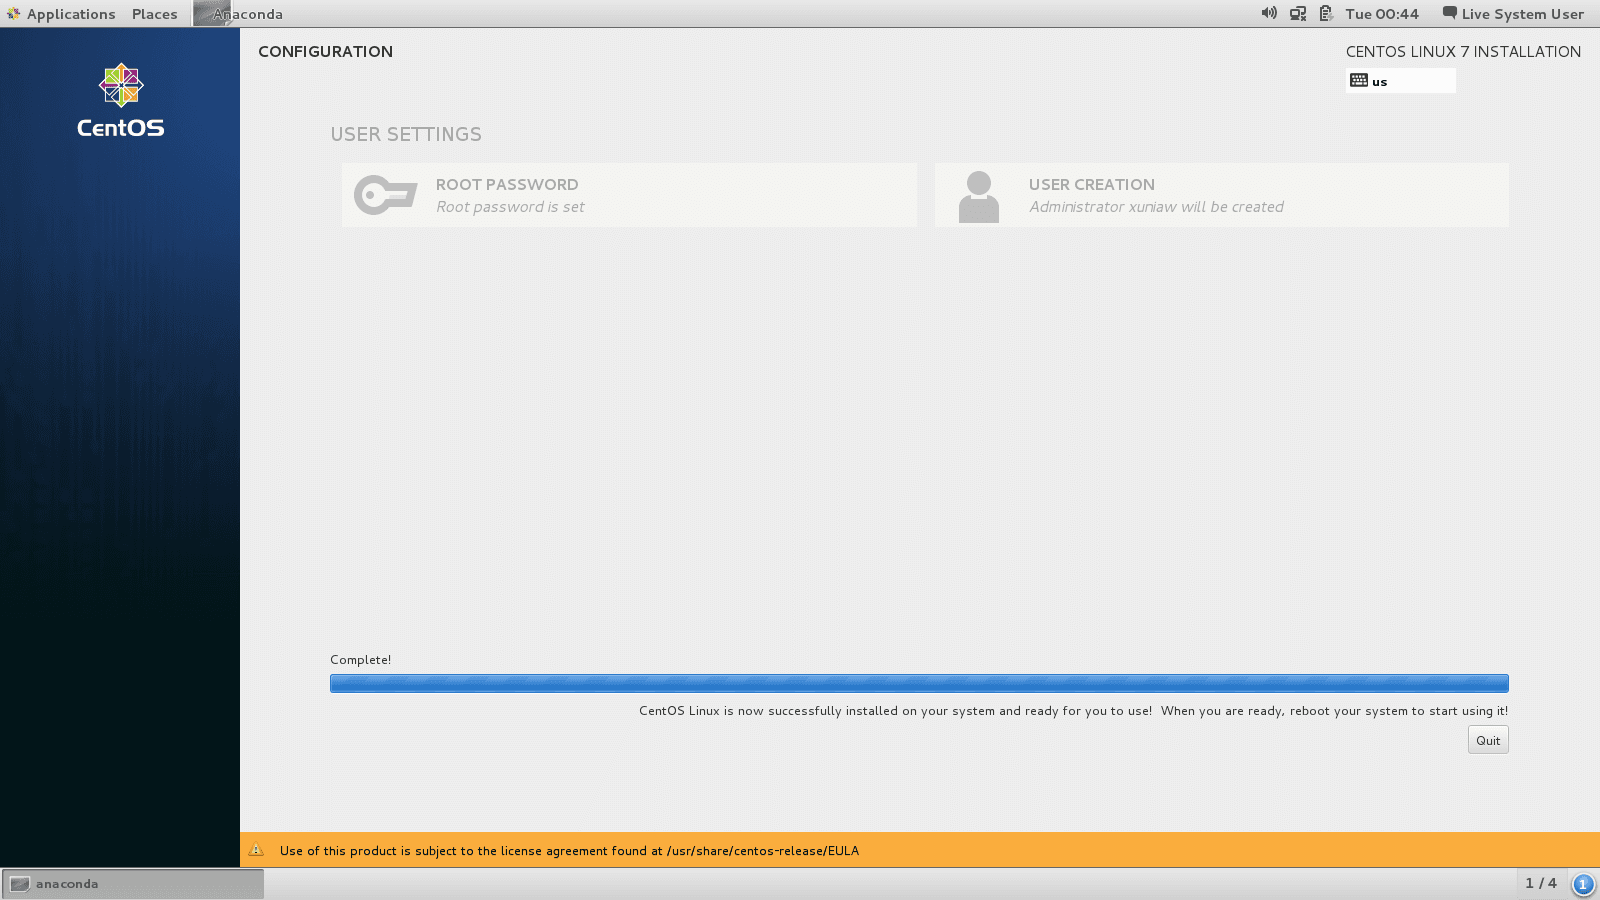 Applications Places Anaconda Tue 00:44 Live System User
CentOS
CONFIGURATION
CENTOS LINUX 7 INSTALLATION
us
USER SETTINGS
ROOT PASSWORD
Root password is set
USER CREATION
Administrator xuniaw will be created
Complete!
CentOS Linux is now successfully installed on your system and ready for you to use! When you are ready, reboot your system to start using it!
Quit
Use of this product is subject to the license agreement found at /usr/share/centos-release/EULA
anaconda
1 / 4
1